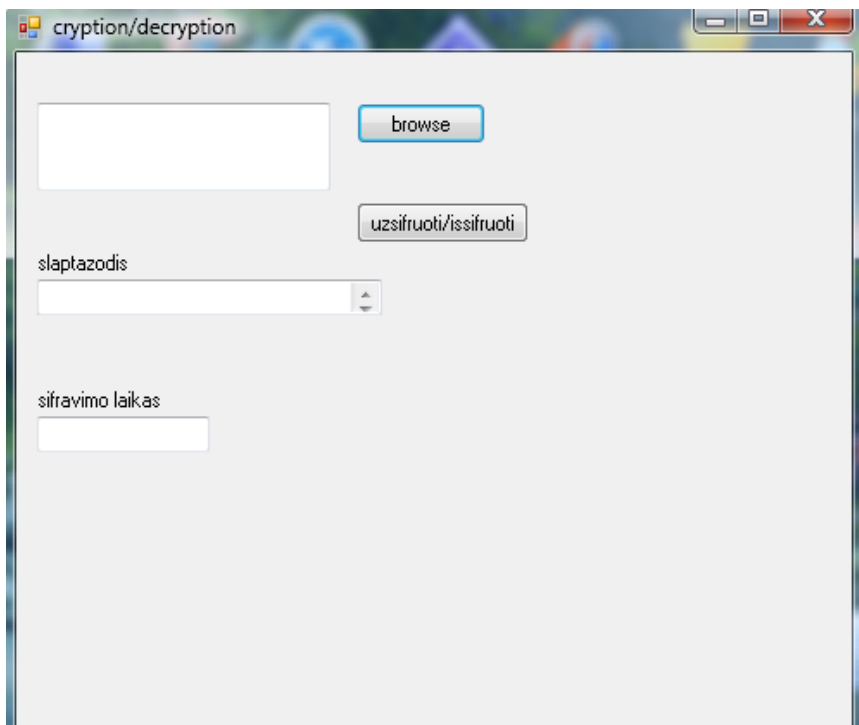 cryption/decryption
browse
uzsifruoti/issifruoti
slaptazodis
sifravimo laikas